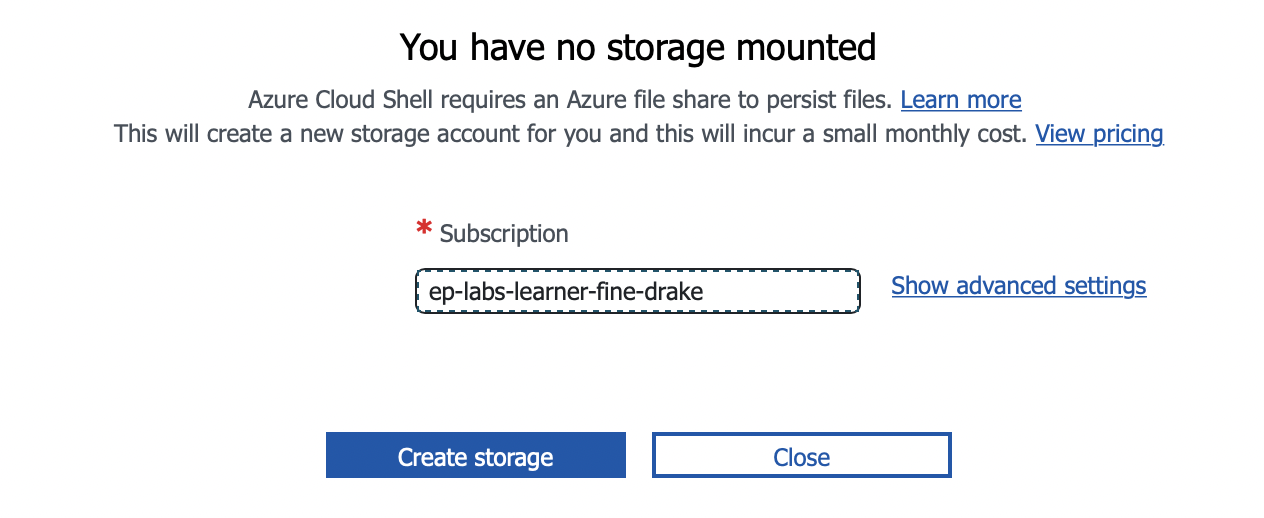 You have no storage mounted
Azure Cloud Shell requires an Azure file share to persist files. Learn more
This will create a new storage account for you and this will incur a small monthly cost. View pricing
* Subscription
ep-labs-learner-fine-drake
Show advanced settings
Create storage
Close